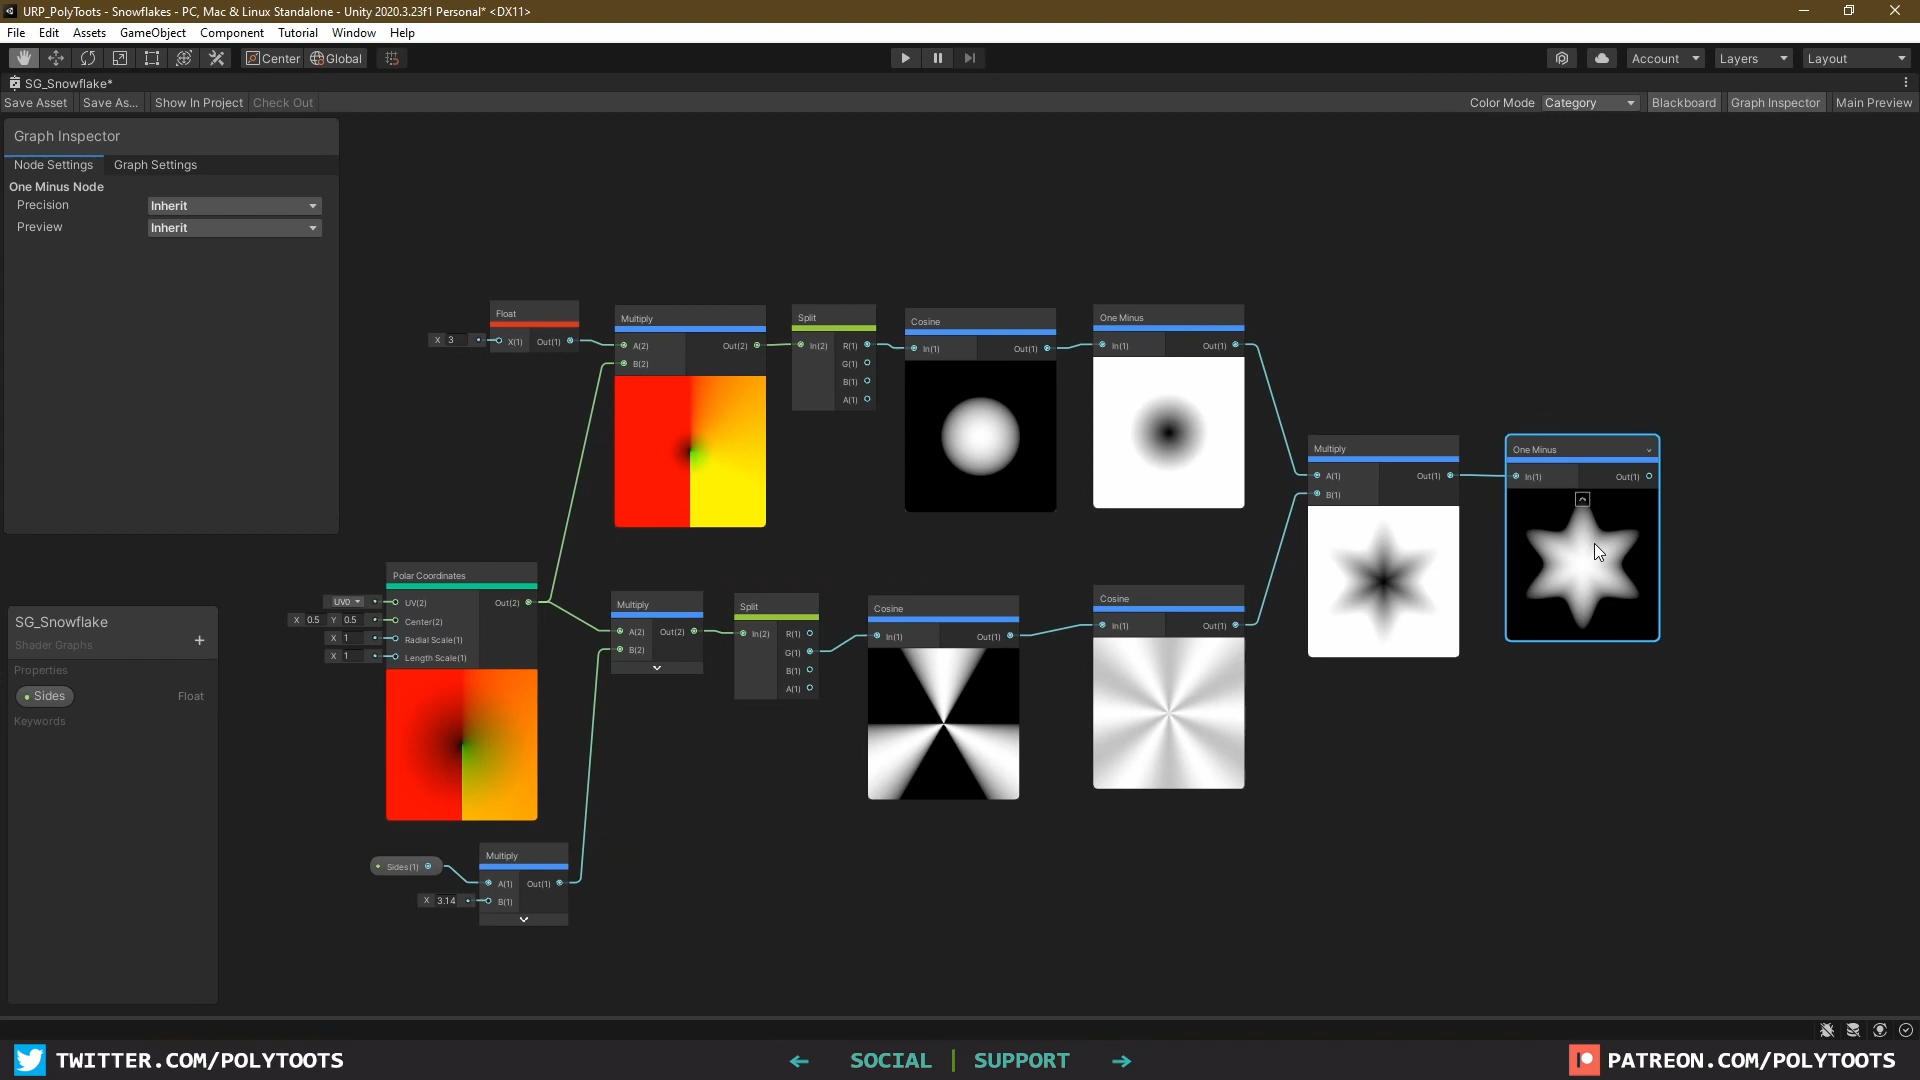 URP_PolyToots - Snowflakes - PC, Mac & Linux Standalone - Unity 2020.3.23f1 Personal* <DX11>
File Edit Assets GameObject Component Tutorial Window Help
Center Global Account Layers Layout
SG_Snowflake*
Save Asset Save As... Show In Project Check Out Color Mode Category Blackboard Graph Inspector Main Preview
Graph Inspector
Node Settings Graph Settings
One Minus Node
Precision Inherit
Preview Inherit
Float
X 3 X(1) Out(1)
Multiply
A(2) Out(2)
B(2)
Split
In(2) R(1)
G(1)
B(1)
A(1)
Cosine
In(1) Out(1)
One Minus
In(1) Out(1)
Multiply
A(1) Out(1)
B(1)
One Minus
In(1) Out(1)
Polar Coordinates
UV0 UV(2) Out(2)
X 0.5 Y 0.5 Center(2)
X 1 Radial Scale(1)
X 1 Length Scale(1)
Multiply
A(2) Out(2)
B(2)
Split
In(2) R(1)
G(1)
B(1)
A(1)
Cosine
In(1) Out(1)
Cosine
In(1) Out(1)
SG_Snowflake
Shader Graphs
Properties
Sides Float
Keywords
Sides(1)
Multiply
A(1) Out(1)
X 3.14 B(1)
TWITTER.COM/POLYTOOTS ← SOCIAL | SUPPORT → PATREON.COM/POLYTOOTS